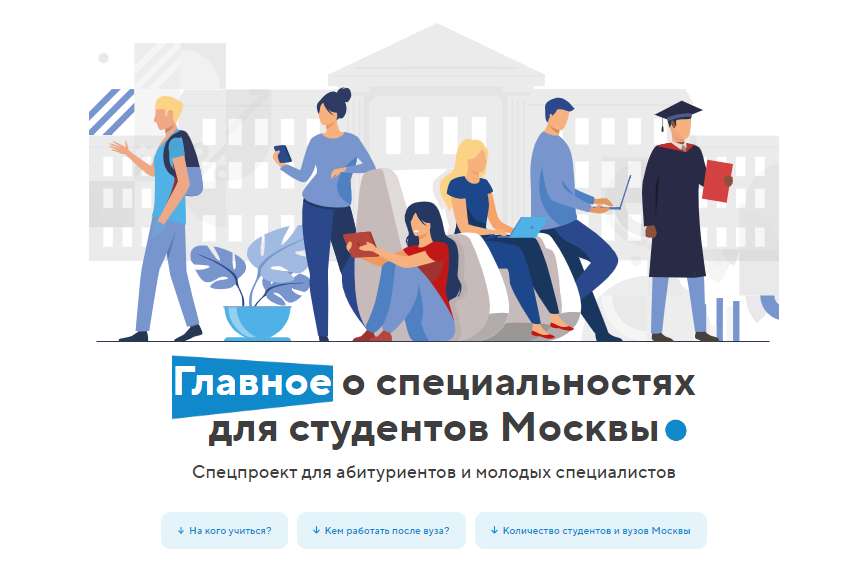 Главное о специальностях
для студентов Москвы
Спецпроект для абитуриентов и молодых специалистов
↓ На кого учиться? ↓ Кем работать после вуза? ↓ Количество студентов и вузов Москвы